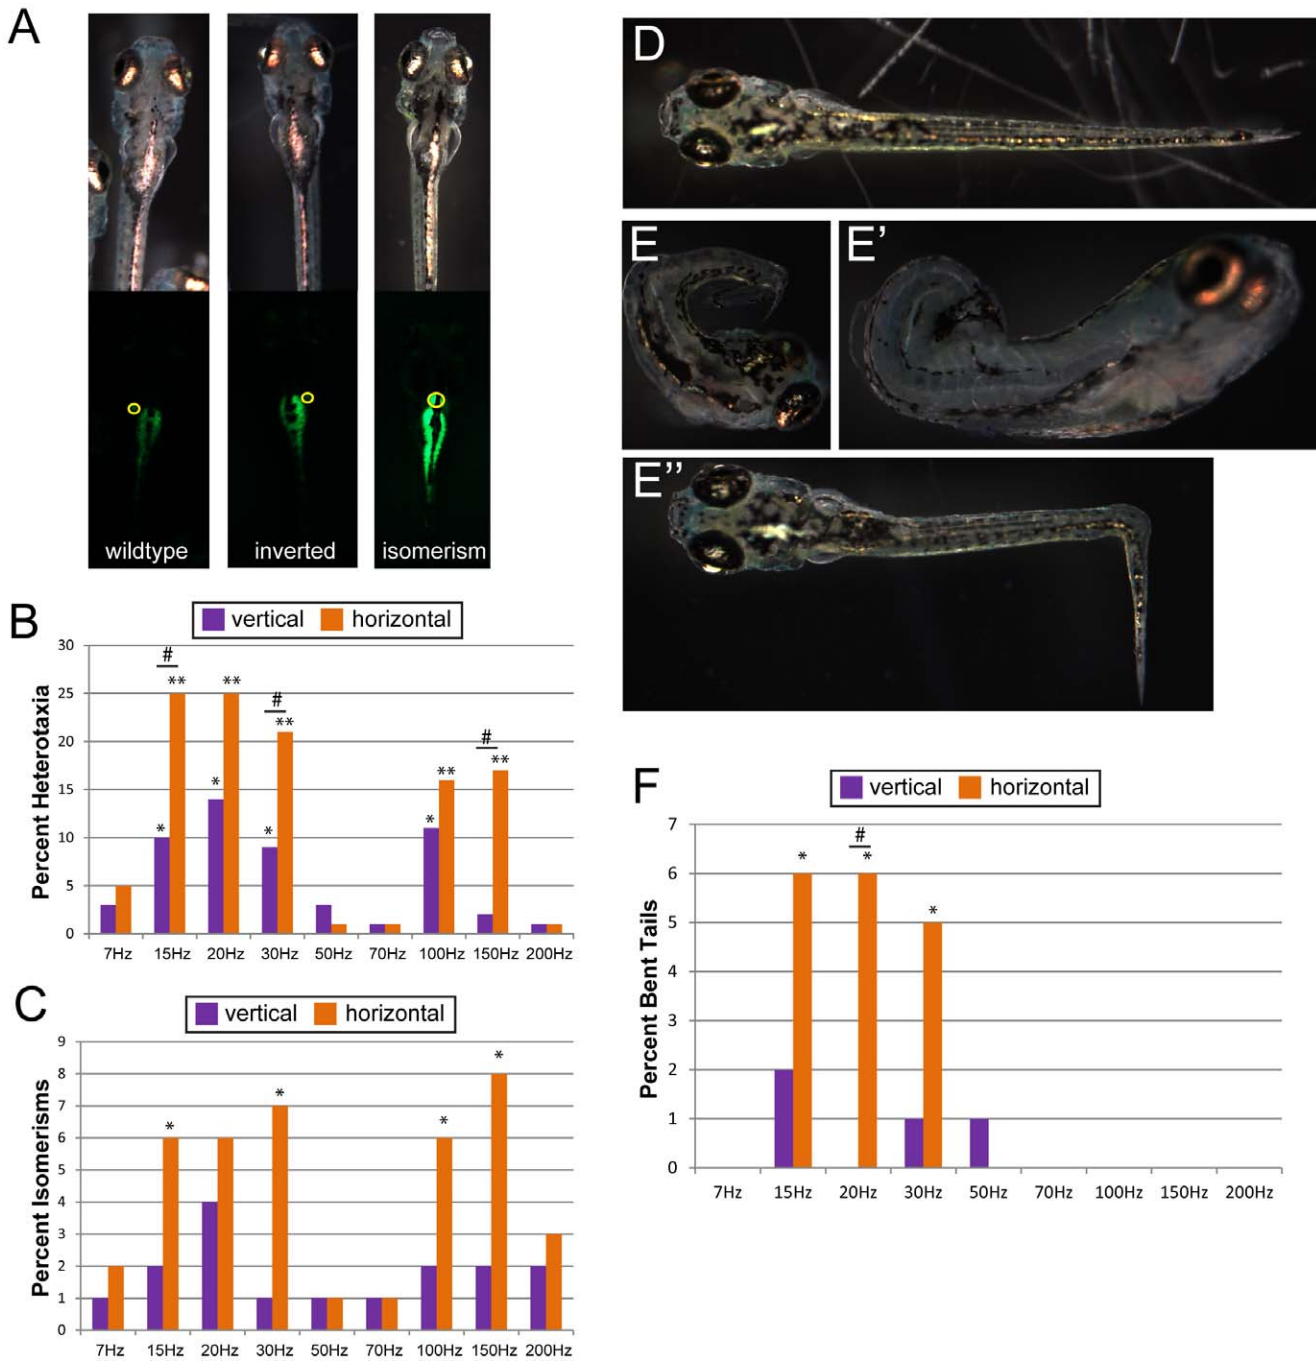 A
wildtype
inverted
isomerism
B
vertical
horizontal
Percent Heterotaxia
30
25
20
15
10
5
0
#
**
*
**
*
#
**
*
**
*
#
**
*
7Hz 15Hz 20Hz 30Hz 50Hz 70Hz 100Hz 150Hz 200Hz
C
vertical
horizontal
Percent Isomerisms
9
8
7
6
5
4
3
2
1
0
*
*
*
*
7Hz 15Hz 20Hz 30Hz 50Hz 70Hz 100Hz 150Hz 200Hz
D
E
E’
E’’
F
vertical
horizontal
Percent Bent Tails
7
6
5
4
3
2
1
0
*
#
*
*
7Hz 15Hz 20Hz 30Hz 50Hz 70Hz 100Hz 150Hz 200Hz